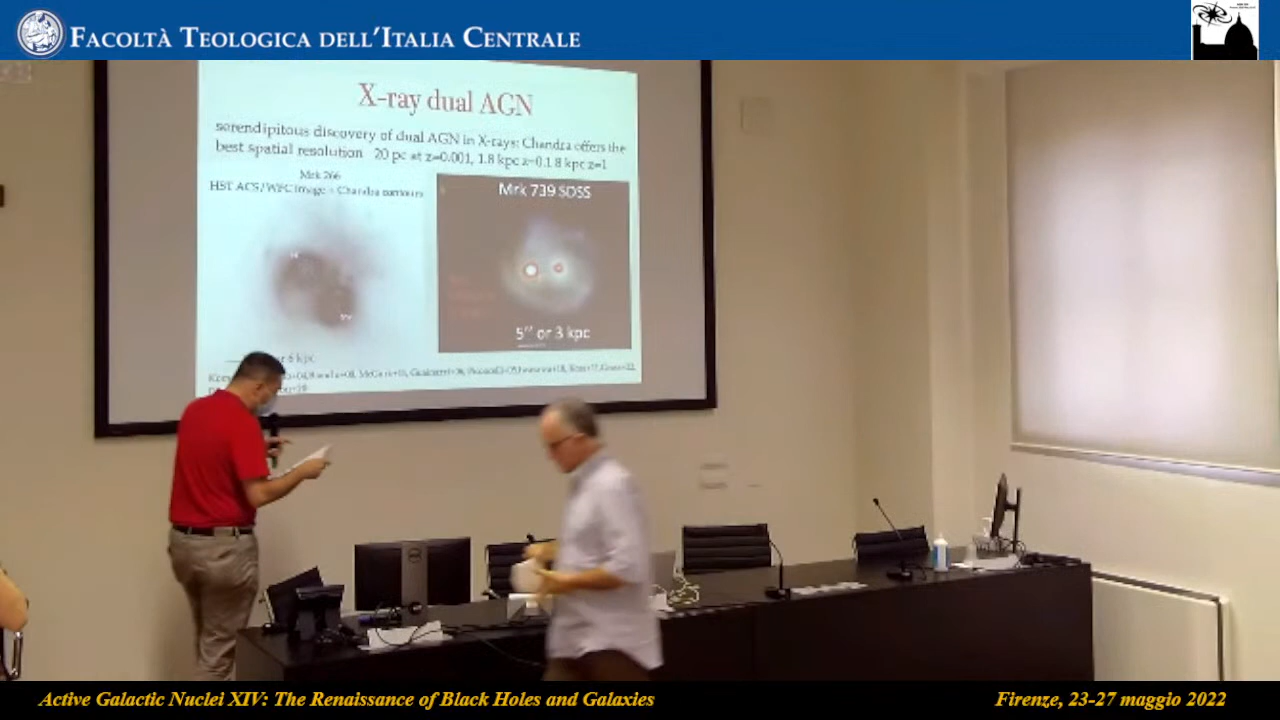 FACOLTÀ TEOLOGICA DELL'ITALIA CENTRALE
X-ray dual AGN
serendipitous discovery of dual AGN in X-rays: Chandra offers the
best spatial resolution 20 pc at z=0.001, 1.8 kpc z=0.1 8 kpc z=1
Mrk 266
HST ACS/WFC image + Chandra contours
Mrk 739 SDSS
5" or 3 kpc
Active Galactic Nuclei XIV: The Renaissance of Black Holes and Galaxies
Firenze, 23-27 maggio 2022